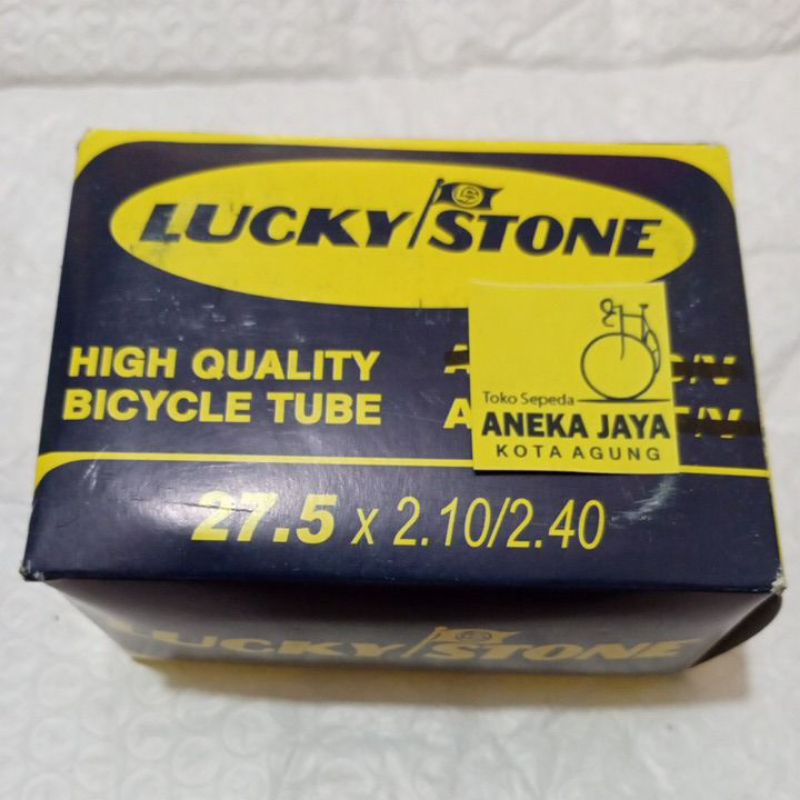 LUCKY STONE
HIGH QUALITY
BICYCLE TUBE
Toko Sepeda
ANEKA JAYA
KOTA AGUNG
27.5 x 2.10/2.40
LUCKY STONE